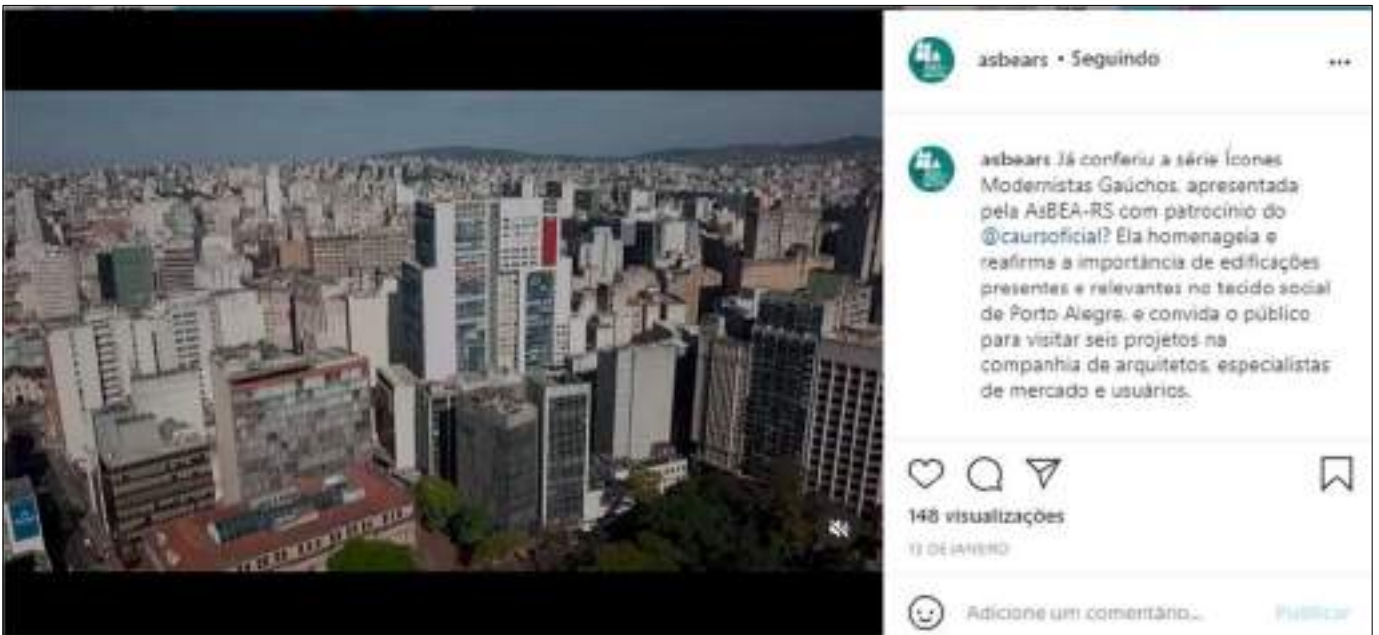 asbears • Seguindo
asbears Já conferiu a série Ícones
Modernistas Gaúchos, apresentada
pela AsBEA-RS com patrocínio do
@caursoficial? Ela homenageia e
reafirma a importância de edificações
presentes e relevantes no tecido social
de Porto Alegre, e convida o público
para visitar seis projetos na
companhia de arquitetos, especialistas
de mercado e usuários.
148 visualizações
DE JANEIRO
Adicione um comentário...
Publicar